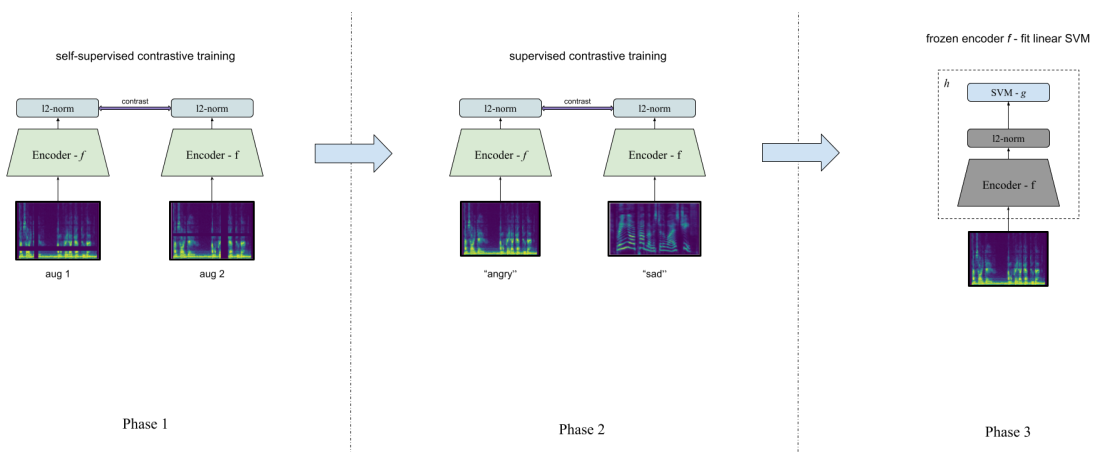 self-supervised contrastive training
l2-norm
contrast
l2-norm
Encoder - f
Encoder - f
aug 1
aug 2
Phase 1
supervised contrastive training
l2-norm
contrast
l2-norm
Encoder - f
Encoder - f
"angry"
"sad"
Phase 2
frozen encoder f - fit linear SVM
h
SVM - g
l2-norm
Encoder - f
Phase 3